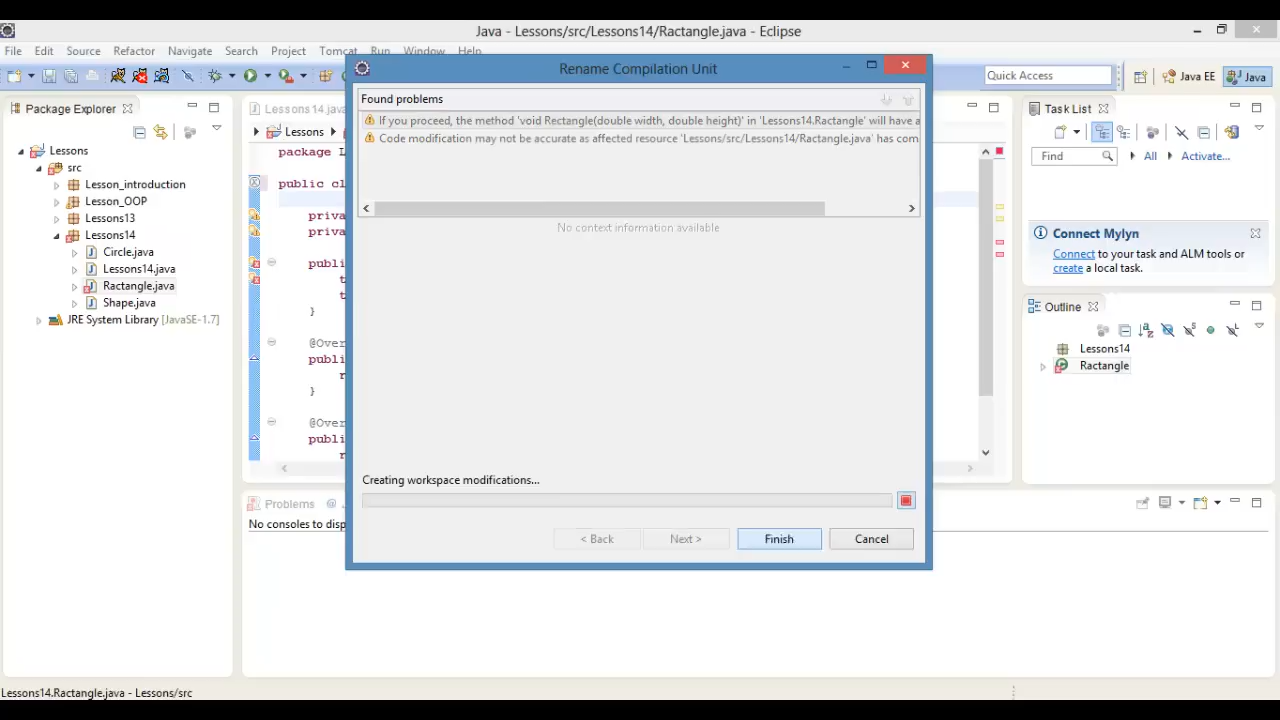 Java - Lessons/src/Lessons14/Ractangle.java - Eclipse
File Edit Source Refactor Navigate Search Project Tomcat Run Window Help
Rename Compilation Unit
Quick Access
Java EE
Java
Package Explorer
Lessons
src
Lesson_introduction
Lesson_OOP
Lessons13
Lessons14
Circle.java
Lessons14.java
Ractangle.java
Shape.java
JRE System Library [JavaSE-1.7]
Lessons14.java
Lessons
package L
public cl
priva
priva
publi
t
t
}
@Over
publi
r
}
@Over
publi
r
Found problems
If you proceed, the method 'void Rectangle(double width, double height)' in 'Lessons14.Ractangle' will have a
Code modification may not be accurate as affected resource 'Lessons/src/Lessons14/Ractangle.java' has com
No context information available
Creating workspace modifications...
< Back
Next >
Finish
Cancel
Problems @
No consoles to disp
Task List
Find
All
Activate...
Connect Mylyn
Connect to your task and ALM tools or
create a local task.
Outline
Lessons14
Ractangle
Lessons14.Ractangle.java - Lessons/src